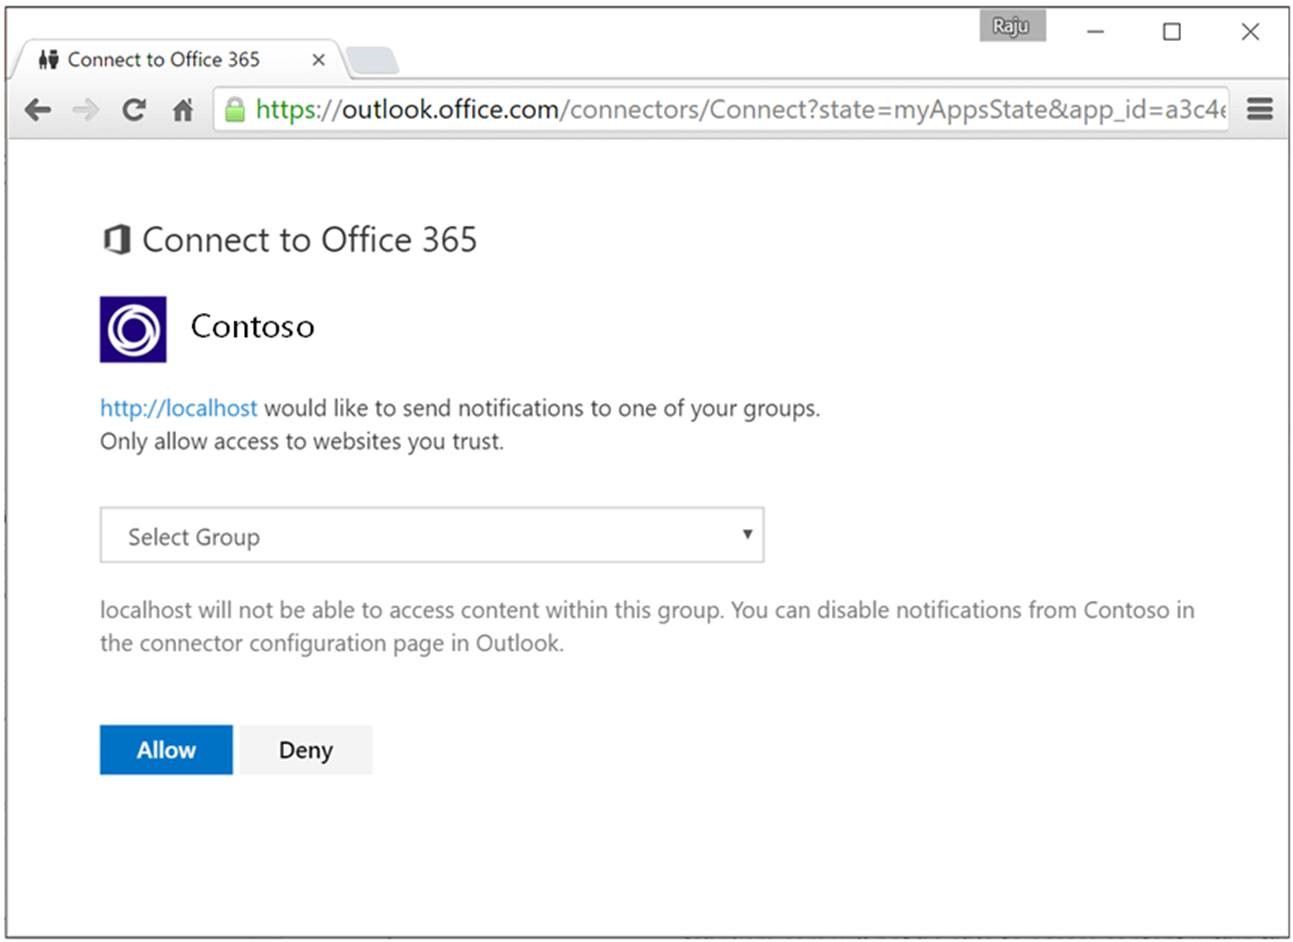 Raju
Connect to Office 365
https://outlook.office.com/connectors/Connect?state=myAppsState&app_id=a3c4
Connect to Office 365
Contoso
http://localhost would like to send notifications to one of your groups.
Only allow access to websites you trust.
Select Group
localhost will not be able to access content within this group. You can disable notifications from Contoso in
the connector configuration page in Outlook.
Allow
Deny